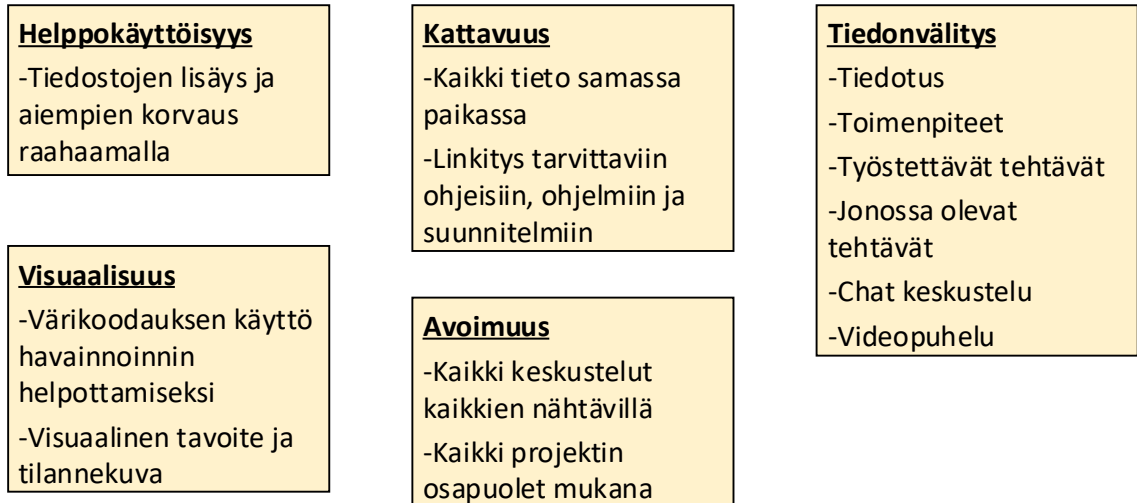 Helppokäyttöisyys
-Tiedostojen lisäys ja
aiempien korvaus
raahaamalla
Visuaalisuus
-Värikoodauksen käyttö
havainnoinnin
helpottamiseksi
-Visuaalinen tavoite ja
tilannekuva
Kattavuus
-Kaikki tieto samassa
paikassa
-Linkitys tarvittaviin
ohjeisiin, ohjelmiin ja
suunnitelmiin
Avoimuus
-Kaikki keskustelut
kaikkien nähtävillä
-Kaikki projektin
osapuolet mukana
Tiedonvälitys
-Tiedotus
-Toimenpiteet
-Työstettävät tehtävät
-Jonossa olevat
tehtävät
-Chat keskustelu
-Videopuhelu